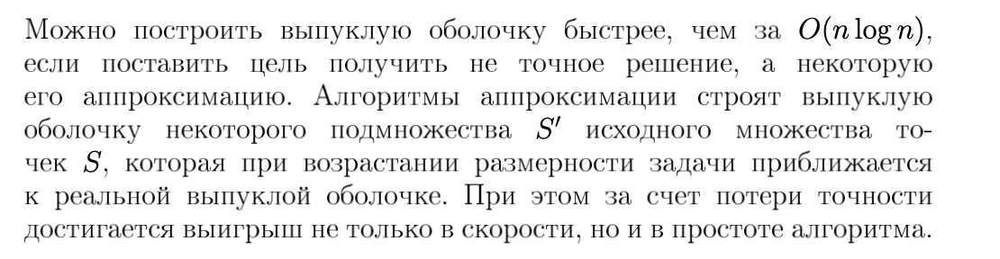 Можно построить выпуклую оболочку быстрее, чем за O(n log n),
если поставить цель получить не точное решение, а некоторую
его аппроксимацию. Алгоритмы аппроксимации строят выпуклую
оболочку некоторого подмножества S′ исходного множества то-
чек S, которая при возрастании размерности задачи приближается
к реальной выпуклой оболочке. При этом за счет потери точности
достигается выигрыш не только в скорости, но и в простоте алгоритма.